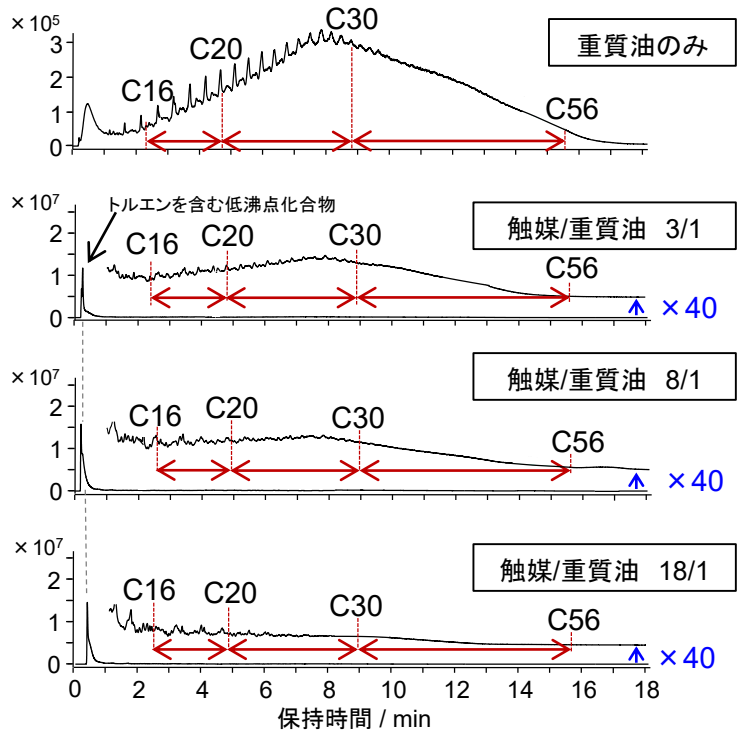 × 10⁵
重質油のみ
C30
3
C20
2
C16
1
C56
0
× 10⁷
トルエンを含む低沸点化合物
触媒/重質油 3/1
2
C16
C20
C30
C56
1
× 40
0
× 10⁷
触媒/重質油 8/1
2
C16
C20
C30
C56
1
× 40
0
× 10⁷
触媒/重質油 18/1
2
C16
C20
C30
C56
1
×40
0
0 2 4 6 8 10 12 14 16 18
保持時間 / min